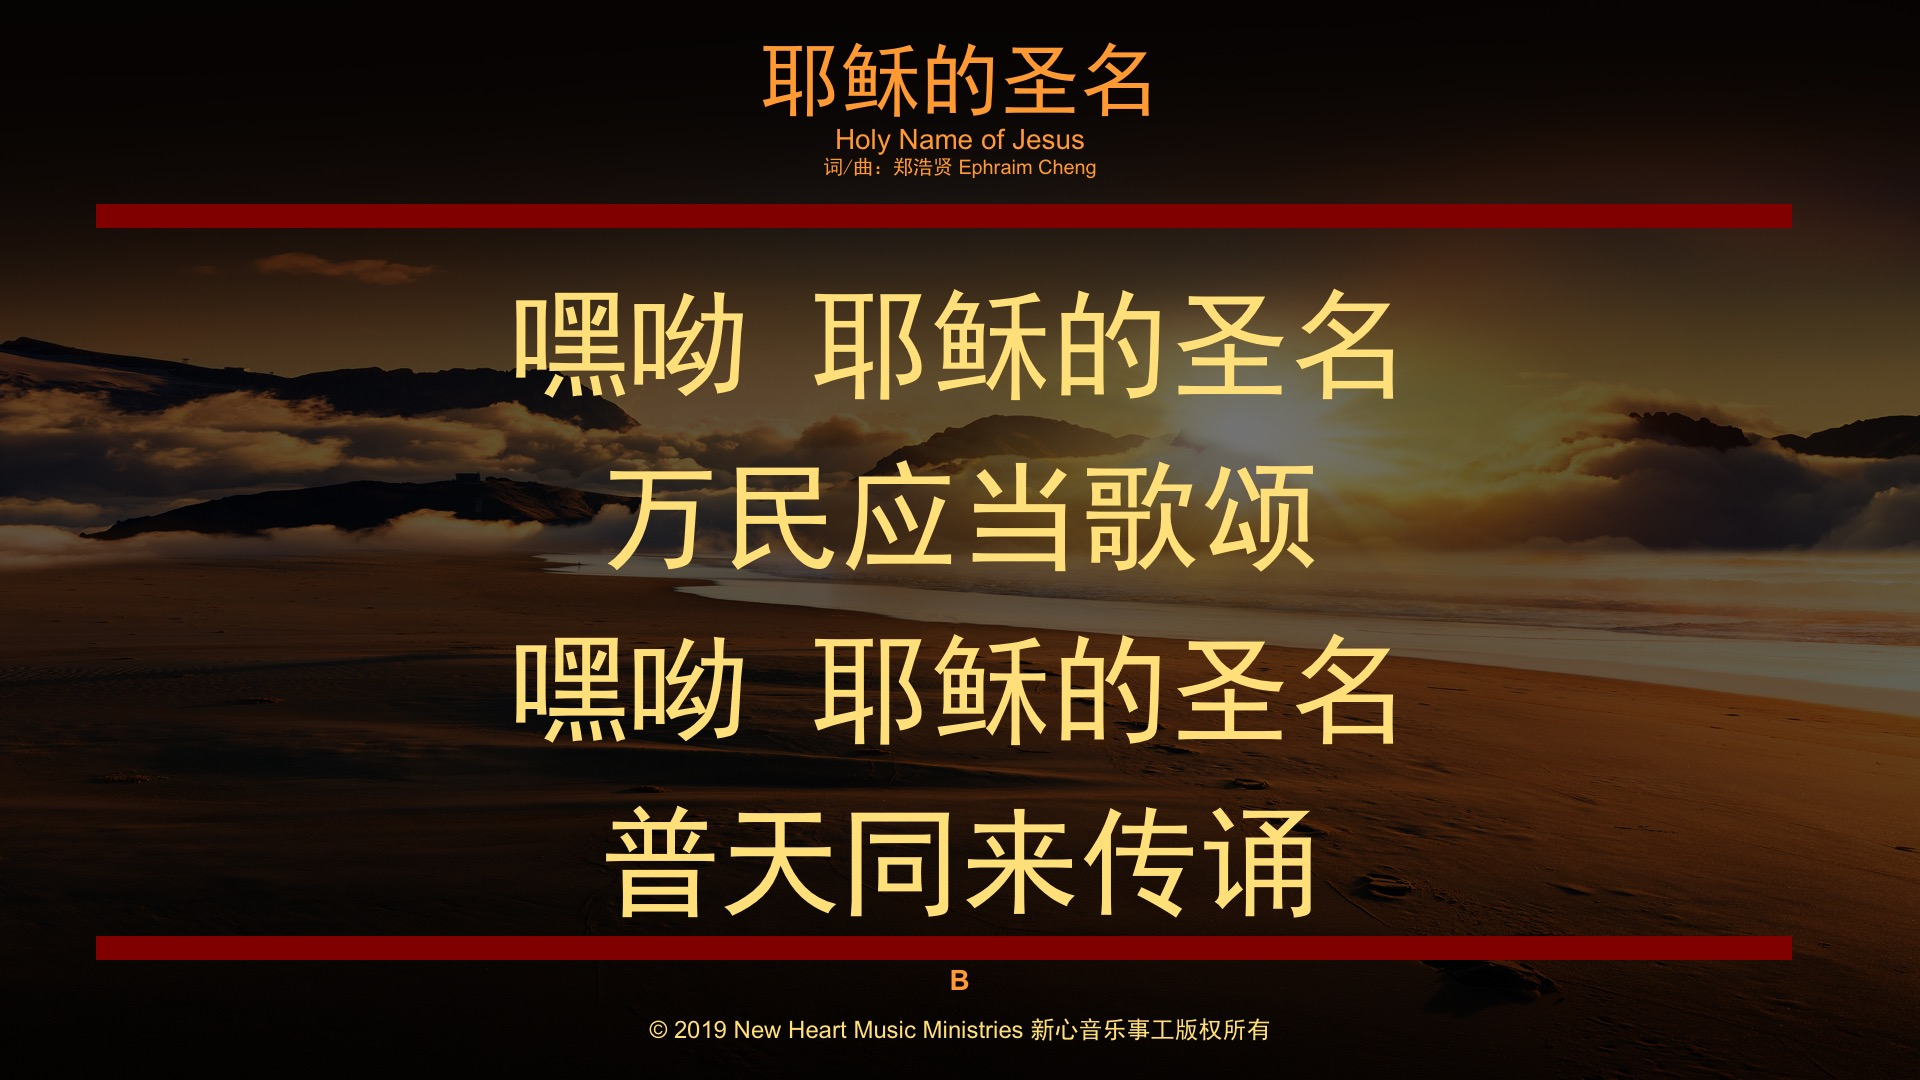 耶稣的圣名
Holy Name of Jesus
词/曲：郑浩贤 Ephraim Cheng
嘿呦 耶稣的圣名
万民应当歌颂
嘿呦 耶稣的圣名
普天同来传诵
B
© 2019 New Heart Music Ministries 新心音乐事工版权所有